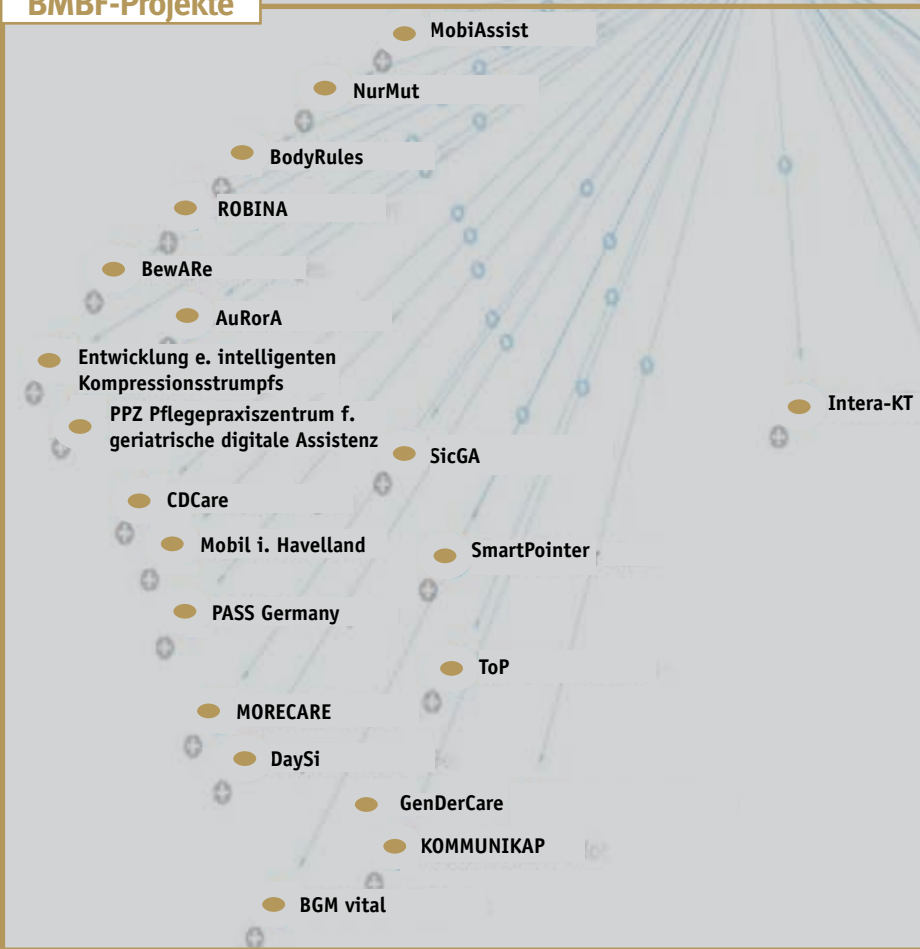 BMBF-Projekte
MobiAssist
NurMut
BodyRules
ROBINA
BewARe
AuRorA
Entwicklung e. intelligenten
Kompressionsstrumpfs
PPZ Pflegepraxiszentrum f.
geriatrische digitale Assistenz
Intera-KT
SicGA
CDCare
Mobil i. Havelland
SmartPointer
PASS Germany
ToP
MORECARE
DaySi
GenDerCare
KOMMUNIKAP
BGM vital